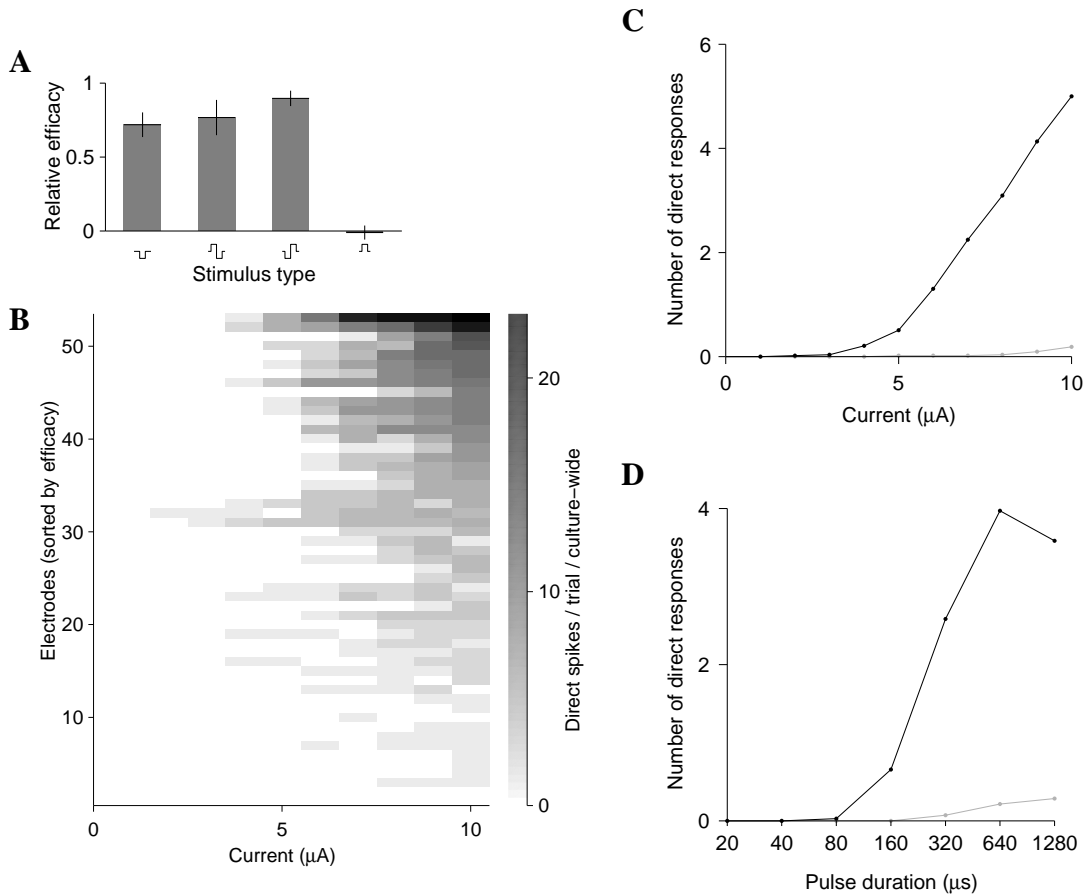 A
Relative efficacy
1
0.5
0
Stimulus type
B
Electrodes (sorted by efficacy)
50
40
30
20
10
0
5
10
Current (μA)
20
10
0
Direct spikes / trial / culture−wide
C
Number of direct responses
6
4
2
0
0
5
10
Current (μA)
D
Number of direct responses
4
2
0
20
40
80
160
320
640
1280
Pulse duration (μs)